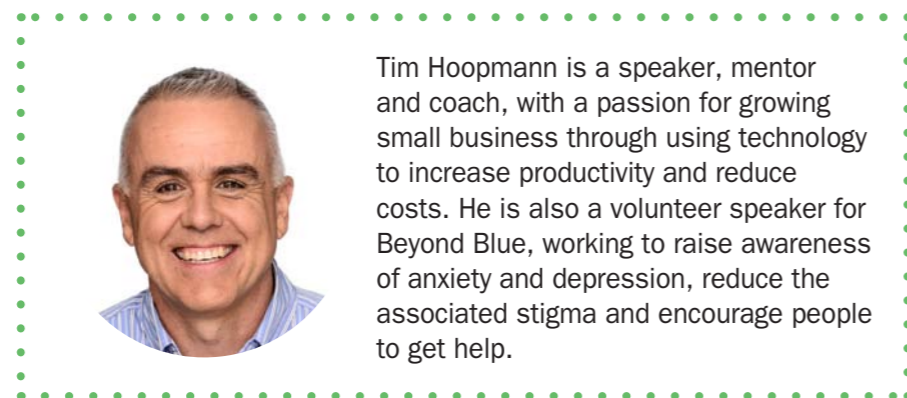 Tim Hoopmann is a speaker, mentor
and coach, with a passion for growing
small business through using technology
to increase productivity and reduce
costs. He is also a volunteer speaker for
Beyond Blue, working to raise awareness
of anxiety and depression, reduce the
associated stigma and encourage people
to get help.